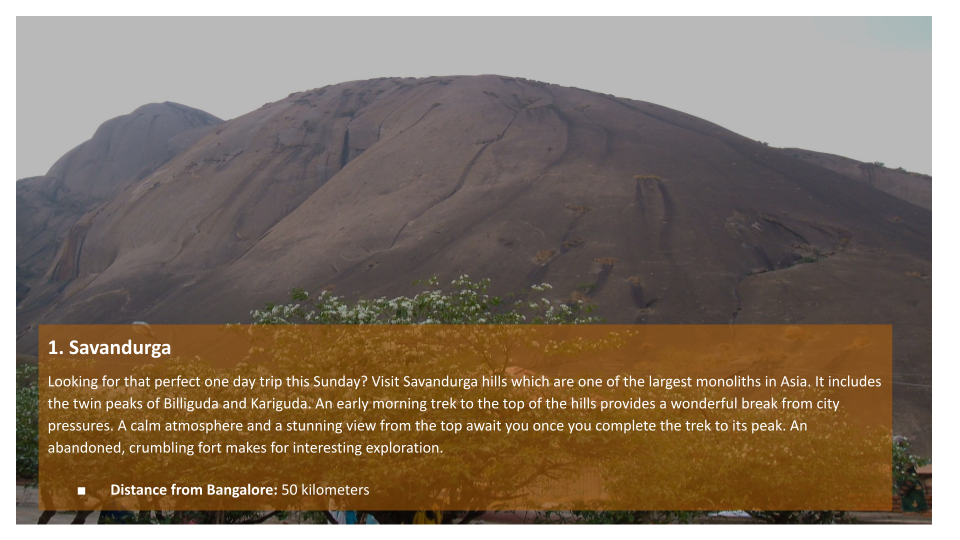 1. Savandurga
Looking for that perfect one day trip this Sunday? Visit Savandurga hills which are one of the largest monoliths in Asia. It includes
the twin peaks of Billiguda and Kariguda. An early morning trek to the top of the hills provides a wonderful break from city
pressures. A calm atmosphere and a stunning view from the top await you once you complete the trek to its peak. An
abandoned, crumbling fort makes for interesting exploration.
▪ Distance from Bangalore: 50 kilometers